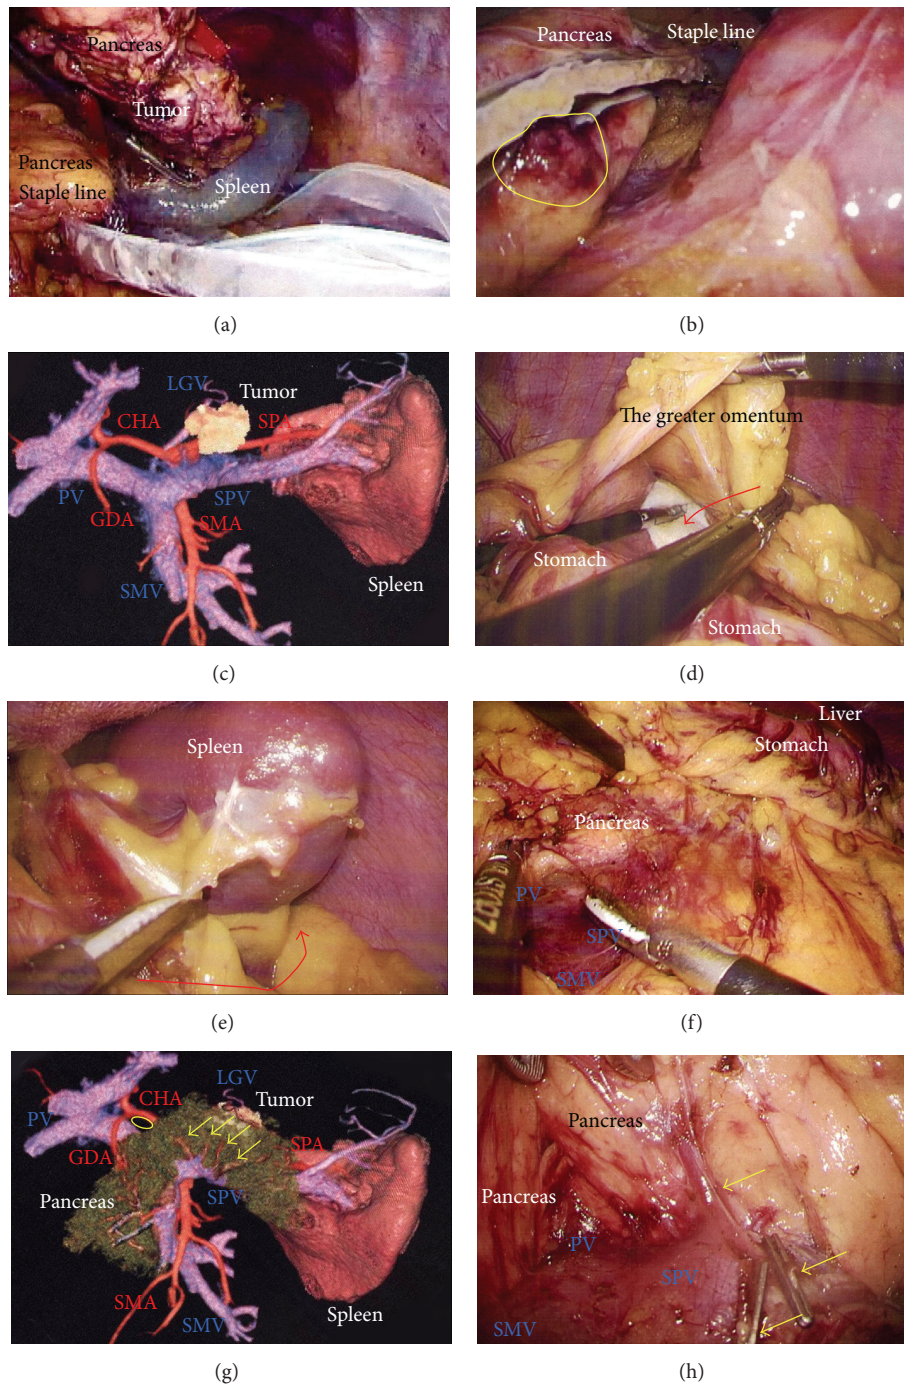 Pancreas
Tumor
Pancreas
Staple line
Spleen
(a)
Pancreas
Staple line
(b)
LGV
Tumor
CHA
SPA
PV
SPV
GDA
SMA
SMV
Spleen
(c)
The greater omentum
Stomach
Stomach
(d)
Spleen
(e)
Liver
Stomach
Pancreas
PV
SPV
SMV
(f)
LGV
CHA
Tumor
PV
GDA
SPA
Pancreas
SPV
SMA
SMV
Spleen
(g)
Pancreas
Pancreas
PV
SPV
SMV
(h)